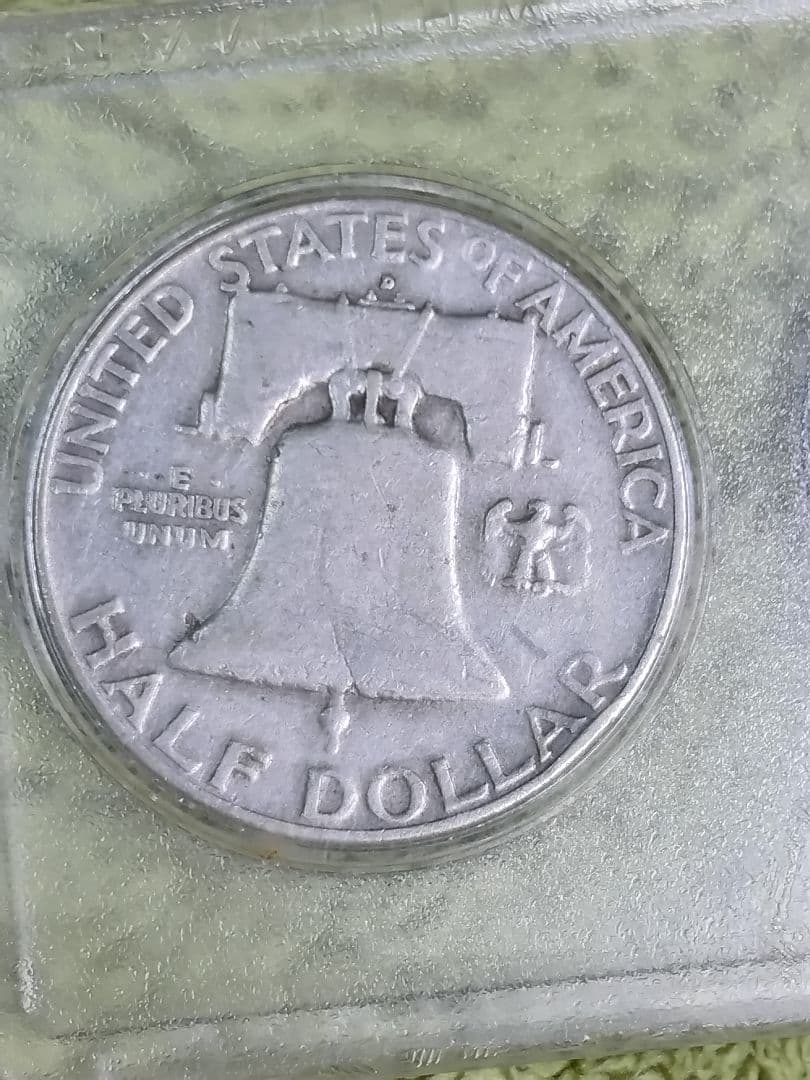 UNITED STATES OF AMERICA
D
E
PLURIBUS
UNUM
HALF DOLLAR